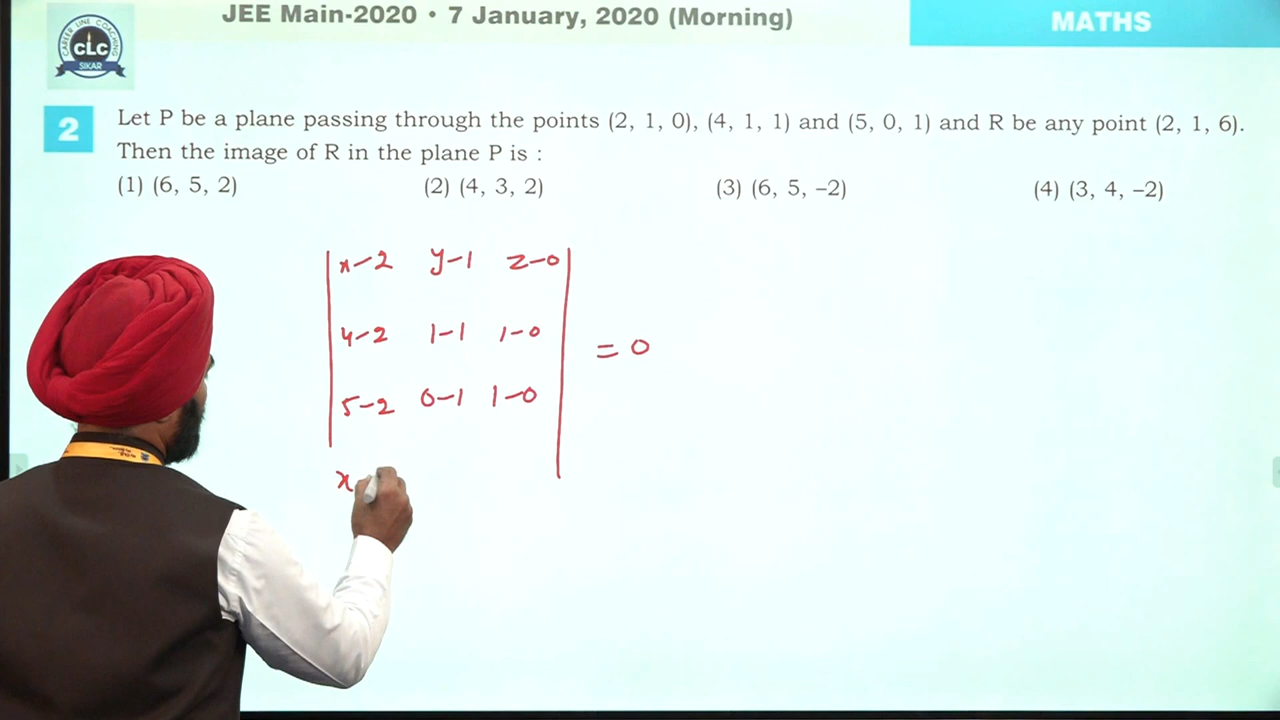 JEE Main-2020 • 7 January, 2020 (Morning)
MATHS
CAREER LINE COACHING
CLC
SIKAR
2
Let P be a plane passing through the points (2, 1, 0), (4, 1, 1) and (5, 0, 1) and R be any point (2, 1, 6).
Then the image of R in the plane P is :
(1) (6, 5, 2) (2) (4, 3, 2) (3) (6, 5, –2) (4) (3, 4, –2)
x-2 y-1 z-0
4-2 1-1 1-0
= 0
5-2 0-1 1-0
x